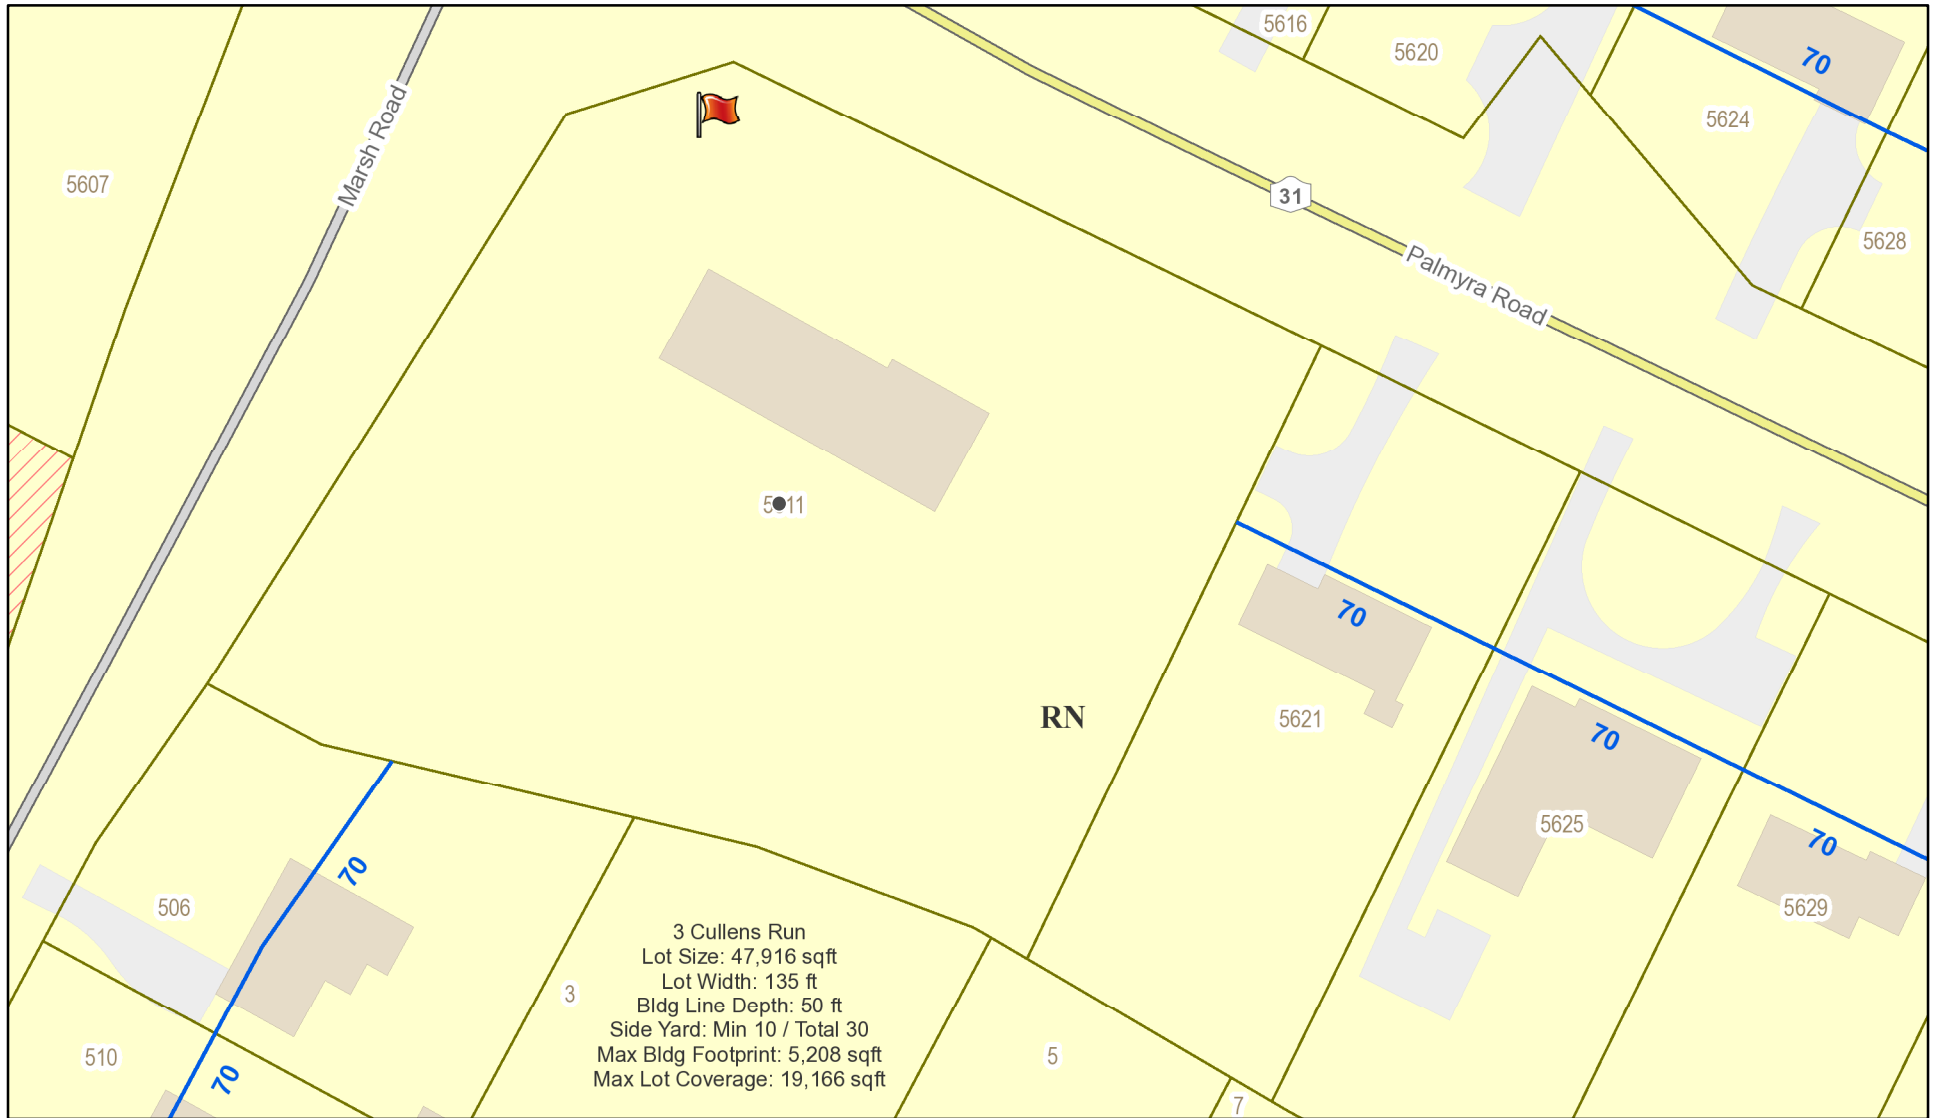 5616
5620
70
5624
Marsh Road
5607
31
5628
Palmyra Road
5 11
70
RN
5621
70
5625
70
5629
70
506
3 Cullens Run
Lot Size: 47,916 sqft
Lot Width: 135 ft
Bldg Line Depth: 50 ft
Side Yard: Min 10 / Total 30
Max Bldg Footprint: 5,208 sqft
Max Lot Coverage: 19,166 sqft
3
5
510
70
7